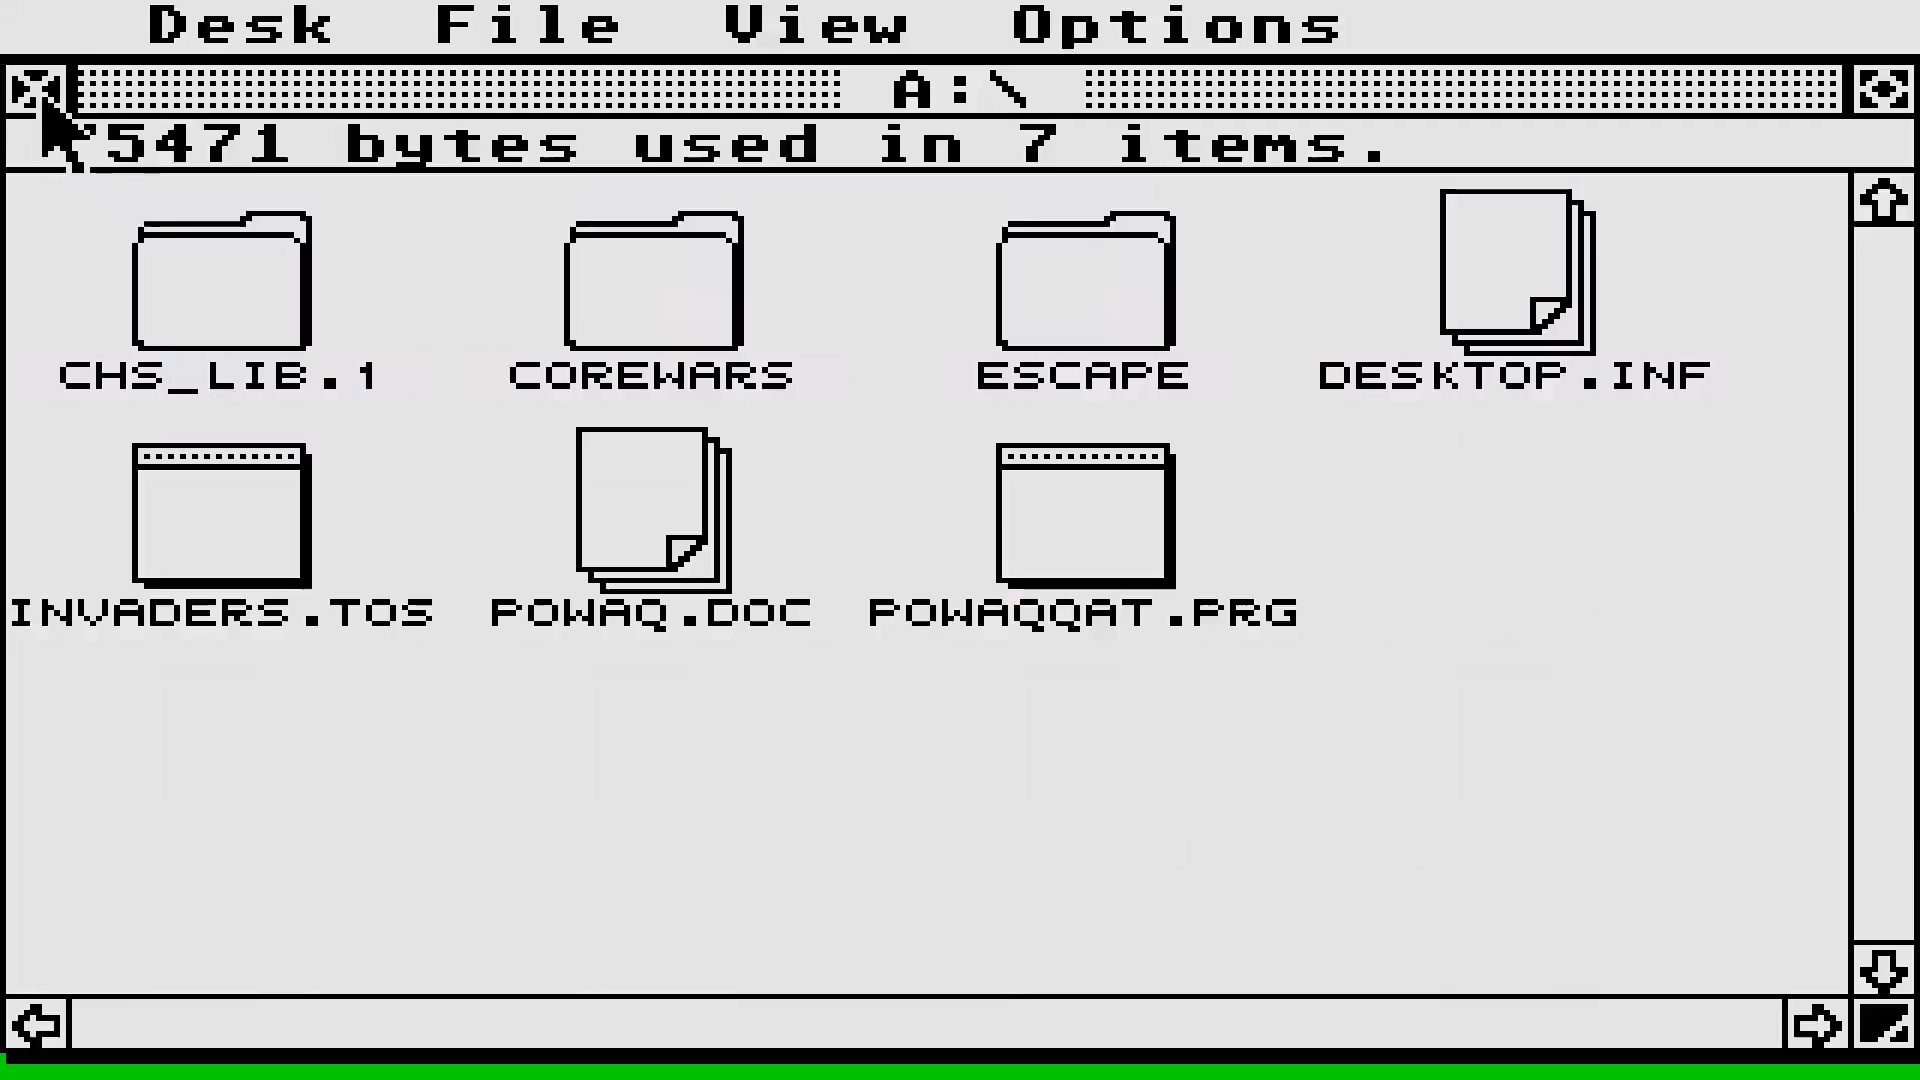 Desk File View Options
A:\
5471 bytes used in 7 items.
CHS_LIB.1 COREWARS ESCAPE DESKTOP.INF
INVADERS.TOS POWAQ.DOC POWAQQAT.PRG